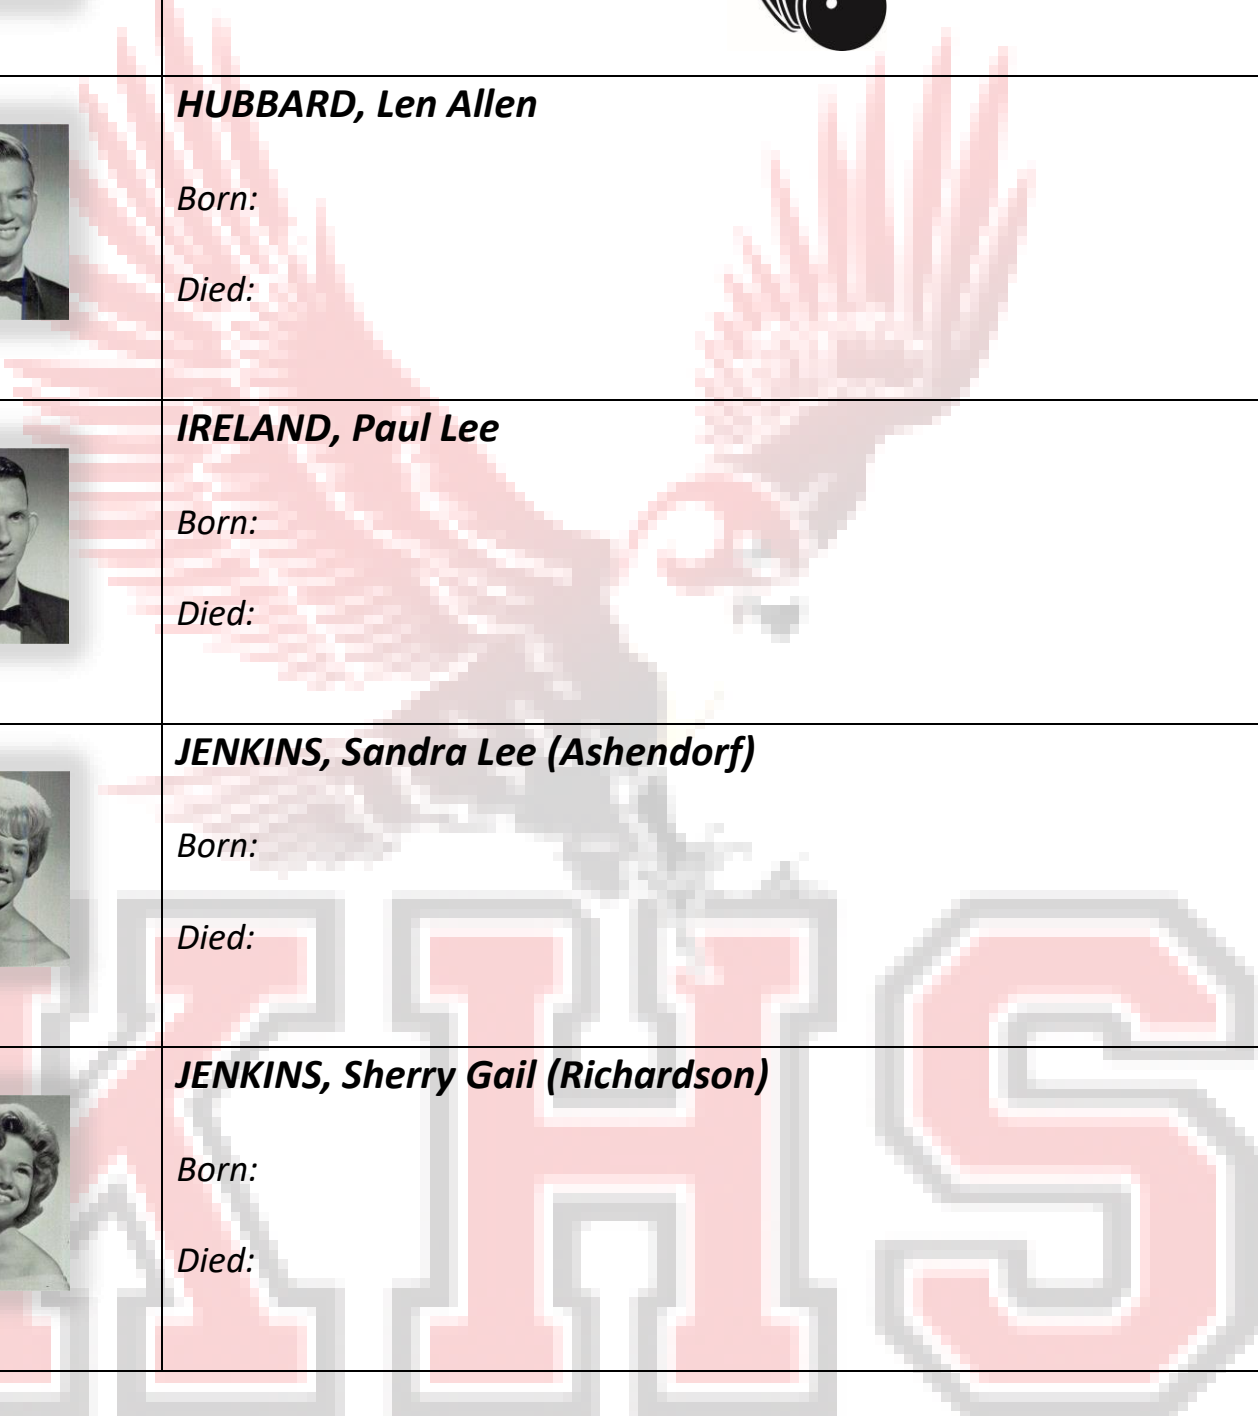 HUBBARD, Len Allen
Born:
Died:
IRELAND, Paul Lee
Born:
Died:
JENKINS, Sandra Lee (Ashendorf)
Born:
Died:
JENKINS, Sherry Gail (Richardson)
Born:
Died:
KHS